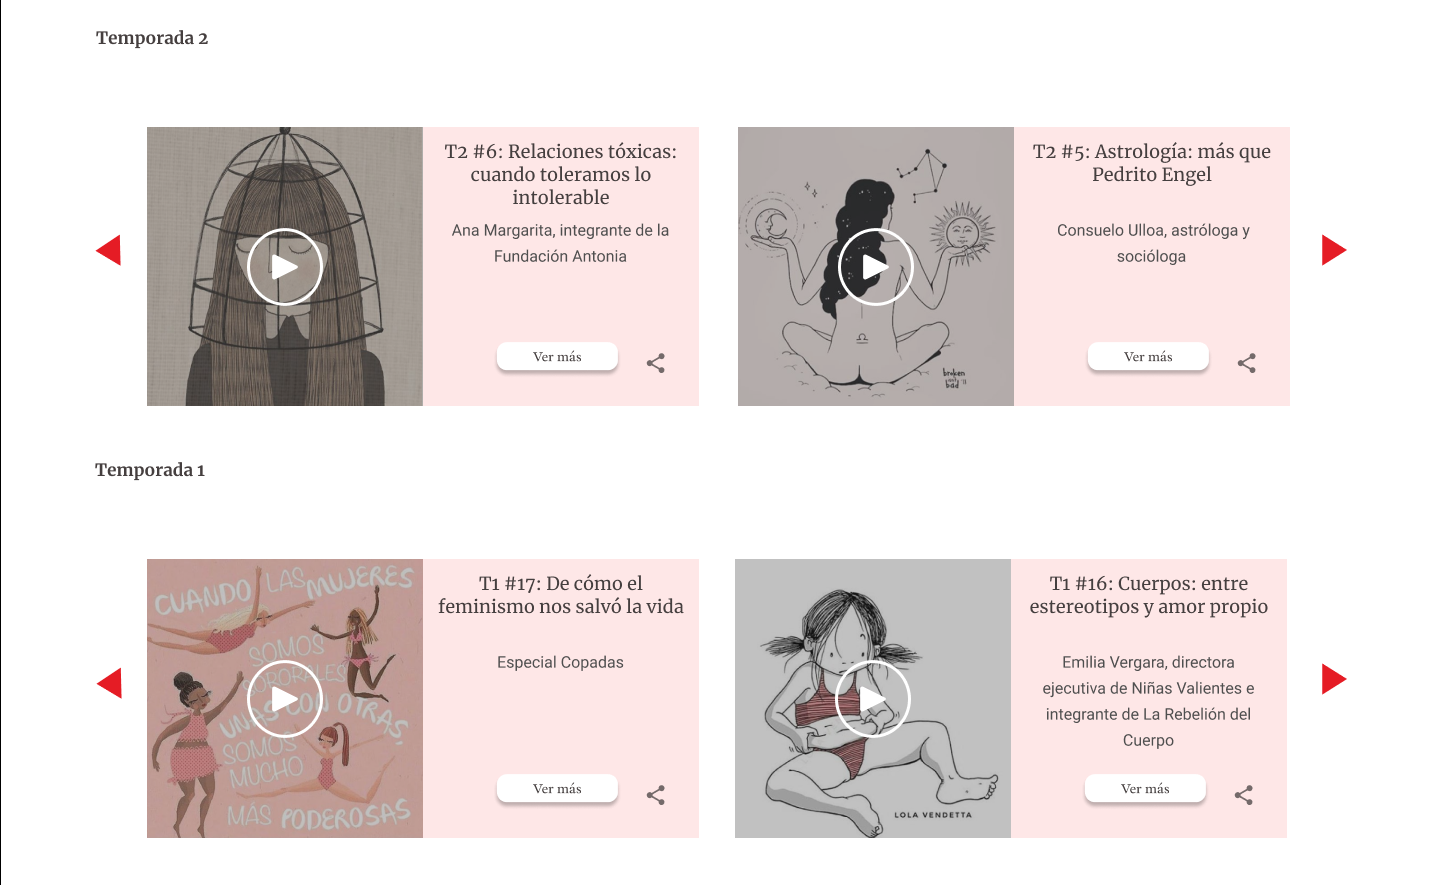 Temporada 2
T2 #6: Relaciones tóxicas:
cuando toleramos lo
intolerable
Ana Margarita, integrante de la
Fundación Antonia
Ver más
T2 #5: Astrología: más que
Pedrito Engel
Consuelo Ulloa, astróloga y
socióloga
Ver más
broken
and
bad
Temporada 1
CUANDO LAS MUJERES
SOMOS
SORORALES
UNAS CON OTRAS,
SOMOS
MUCHO
MÁS PODEROSAS
T1 #17: De cómo el
feminismo nos salvó la vida
Especial Copadas
Ver más
LOLA VENDETTA
T1 #16: Cuerpos: entre
estereotipos y amor propio
Emilia Vergara, directora
ejecutiva de Niñas Valientes e
integrante de La Rebelión del
Cuerpo
Ver más